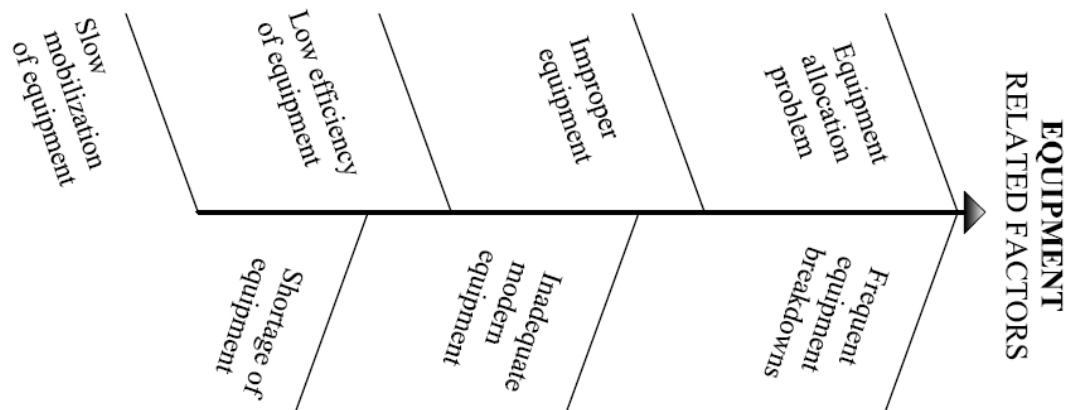 EQUIPMENT
RELATED FACTORS
Equipment
allocation
problem
Improper
equipment
Low efficiency
of equipment
Slow
mobilization
of equipment
Frequent
equipment
breakdowns
Inadequate
modern
equipment
Shortage of
equipment